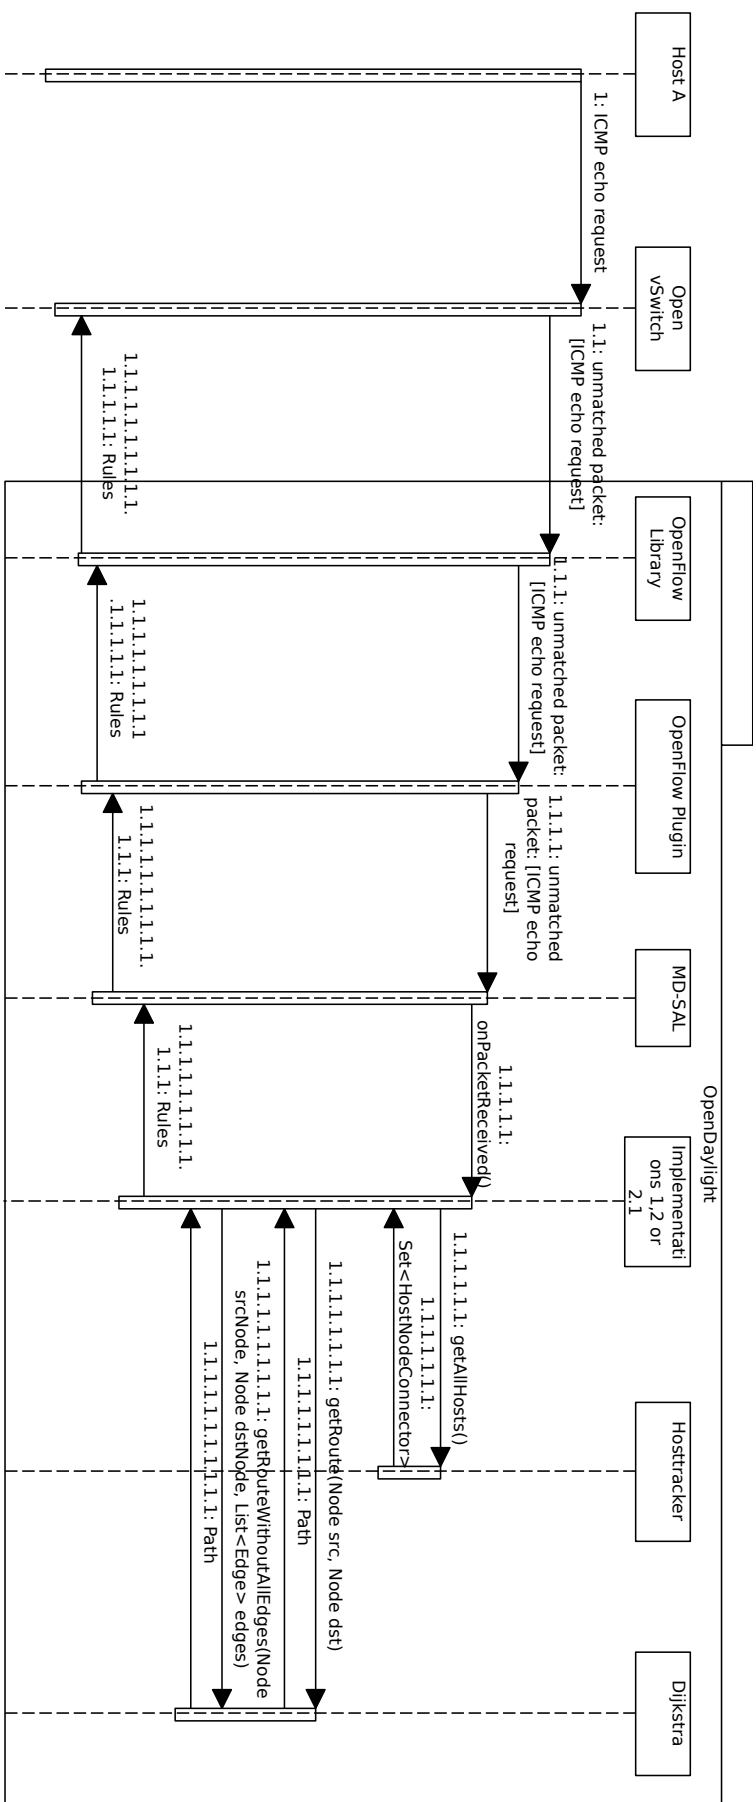 Host A
Open
vSwitch
OpenFlow
Library
OpenFlow Plugin
MD-SAL
OpenDaylight
Implementati
ons 1,2 or
2.1
Hosttracker
Dijkstra
1: ICMP echo request
1.1: unmatched packet:
[ICMP echo request]
1.1.1: unmatched packet:
[ICMP echo request]
1.1.1.1: unmatched
packet: [ICMP echo
request]
1.1.1.1.1:
onPacketReceived()
1.1.1.1.1.1: getAllHosts()
1.1.1.1.1.1.1:
Set<HostNodeConnector>
1.1.1.1.1.1.1.1: getRoute(Node src, Node dst)
1.1.1.1.1.1.1.1.1: Path
1.1.1.1.1.1.1.1.1.1: getRouteWithoutAllEdges(Node
srcNode, Node dstNode, List<Edge> edges)
1.1.1.1.1.1.1.1.1.1.1: Path
1.1.1.1.1.1.1.1.1.
1.1.1: Rules
1.1.1.1.1.1.1.1.1.1.
1.1.1: Rules
1.1.1.1.1.1.1.1.1
.1.1.1.1.1: Rules
1.1.1.1.1.1.1.1.1.1.
1.1.1.1.1: Rules